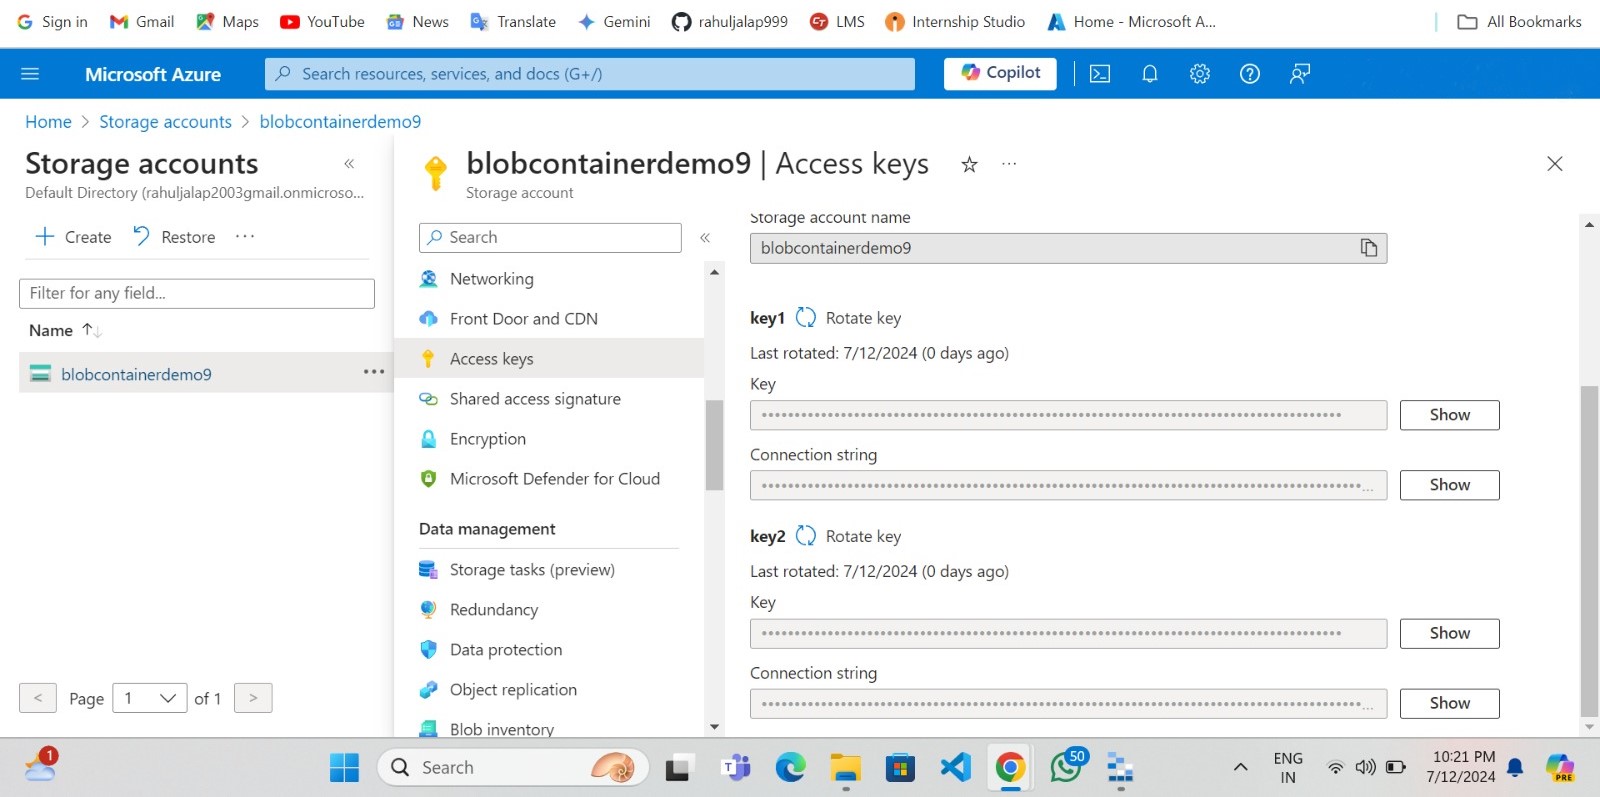 Sign in Gmail Maps YouTube News Translate Gemini rahuljalap999 LMS Internship Studio Home - Microsoft A... All Bookmarks
Microsoft Azure Search resources, services, and docs (G+/) Copilot
Home > Storage accounts > blobcontainerdemo9
Storage accounts «
Default Directory (rahuljalap2003gmail.onmicroso...
+ Create Restore ...
Filter for any field...
Name ↑↓
blobcontainerdemo9 ...
< Page 1 of 1 >
blobcontainerdemo9 | Access keys ☆ ...
Storage account
Search «
Networking
Front Door and CDN
Access keys
Shared access signature
Encryption
Microsoft Defender for Cloud
Data management
Storage tasks (preview)
Redundancy
Data protection
Object replication
Blob inventory
Storage account name
blobcontainerdemo9
key1 Rotate key
Last rotated: 7/12/2024 (0 days ago)
Key
Show
Connection string
... Show
key2 Rotate key
Last rotated: 7/12/2024 (0 days ago)
Key
Show
Connection string
... Show
1 Search 50 ENG 10:21 PM
IN 7/12/2024 PRE